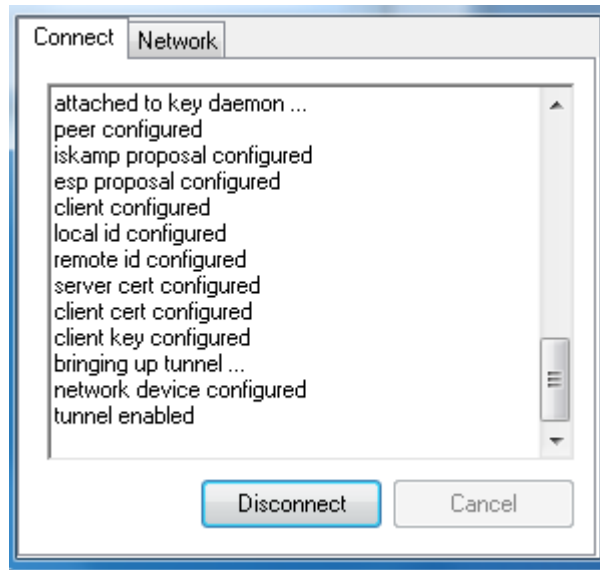 Connect Network
attached to key daemon ...
peer configured
iskamp proposal configured
esp proposal configured
client configured
local id configured
remote id configured
server cert configured
client cert configured
client key configured
bringing up tunnel ...
network device configured
tunnel enabled
Disconnect Cancel